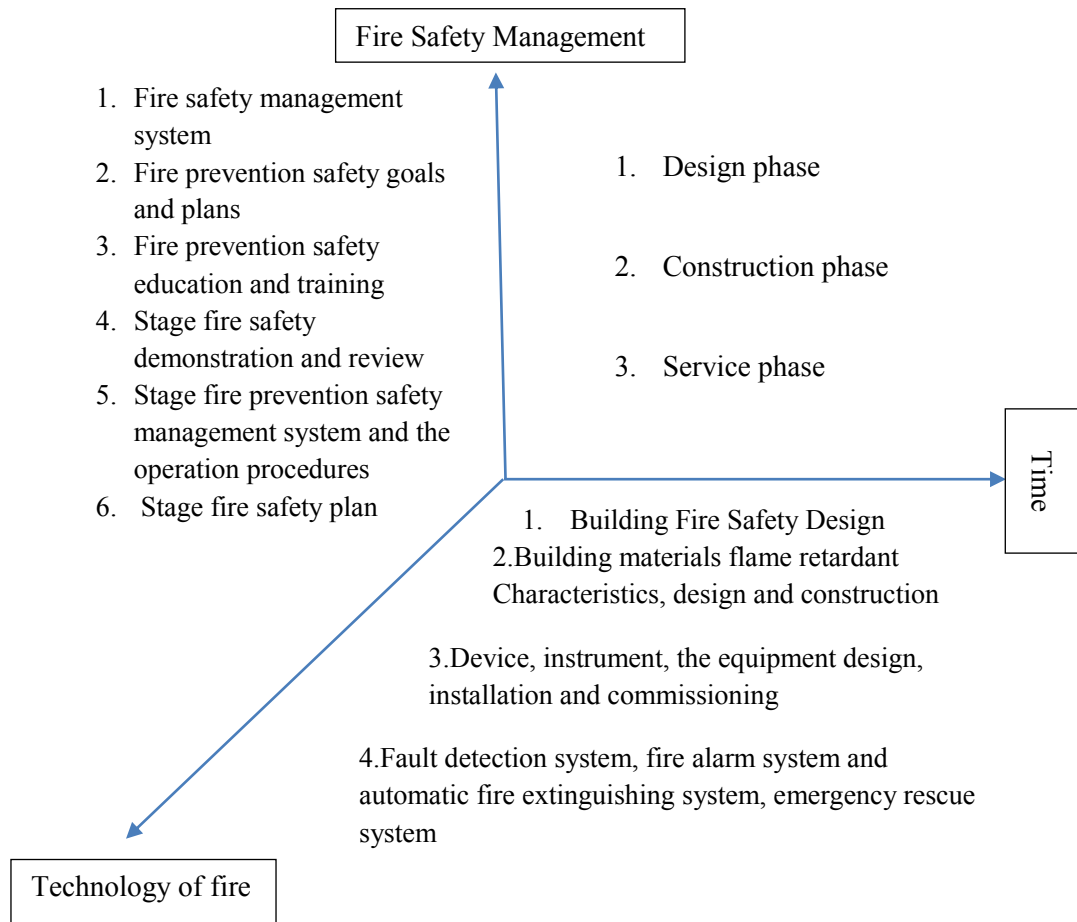 Fire Safety Management
1. Fire safety management
system
2. Fire prevention safety goals
and plans
3. Fire prevention safety
education and training
4. Stage fire safety
demonstration and review
5. Stage fire prevention safety
management system and the
operation procedures
6. Stage fire safety plan
1. Design phase
2. Construction phase
3. Service phase
Time
1. Building Fire Safety Design
2.Building materials flame retardant
Characteristics, design and construction
3.Device, instrument, the equipment design,
installation and commissioning
4.Fault detection system, fire alarm system and
automatic fire extinguishing system, emergency rescue
system
Technology of fire